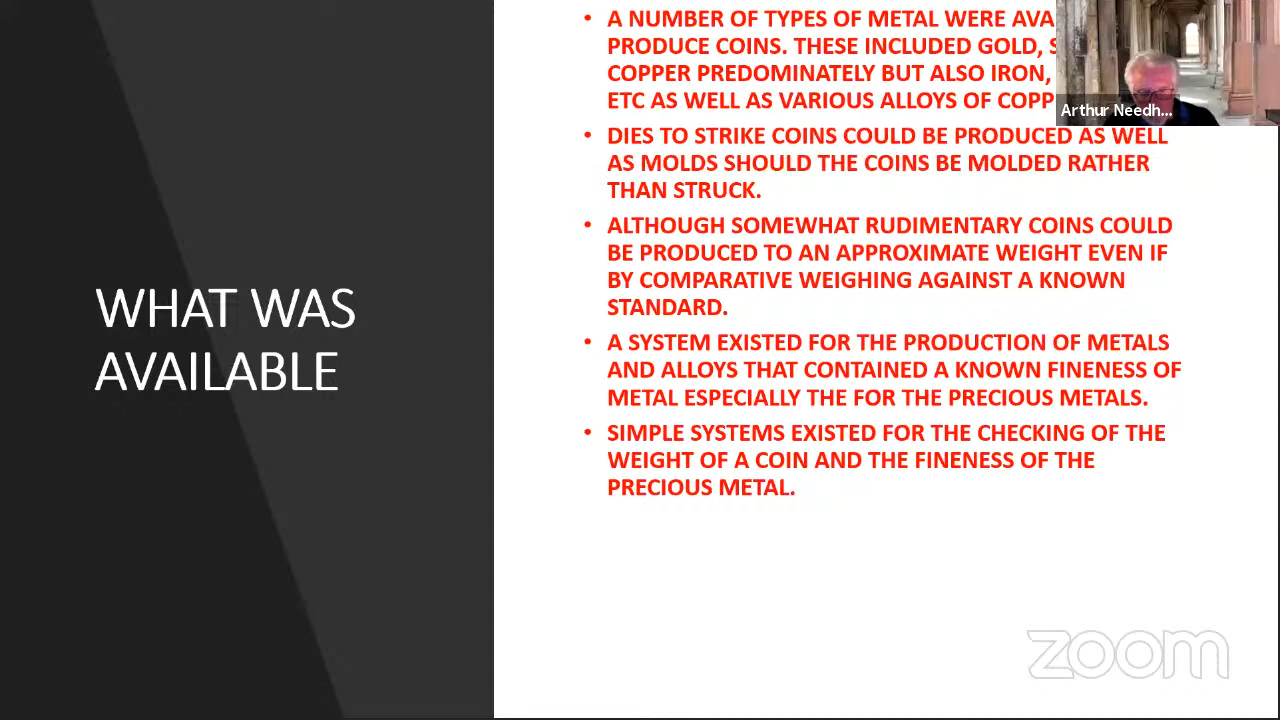 WHAT WAS
AVAILABLE
• A NUMBER OF TYPES OF METAL WERE
PRODUCE COINS. THESE INCLUDED GOLD,
COPPER PREDOMINATELY BUT ALSO IRON,
ETC AS WELL AS VARIOUS ALLOYS OF
• DIES TO STRIKE COINS COULD BE PRODUCED AS WELL
AS MOLDS SHOULD THE COINS BE MOLDED RATHER
THAN STRUCK.
• ALTHOUGH SOMEWHAT RUDIMENTARY COINS COULD
BE PRODUCED TO AN APPROXIMATE WEIGHT EVEN IF
BY COMPARATIVE WEIGHING AGAINST A KNOWN
STANDARD.
• A SYSTEM EXISTED FOR THE PRODUCTION OF METALS
AND ALLOYS THAT CONTAINED A KNOWN FINENESS OF
METAL ESPECIALLY THE FOR THE PRECIOUS METALS.
• SIMPLE SYSTEMS EXISTED FOR THE CHECKING OF THE
WEIGHT OF A COIN AND THE FINENESS OF THE
PRECIOUS METAL.
Arthur Needh...
zoom